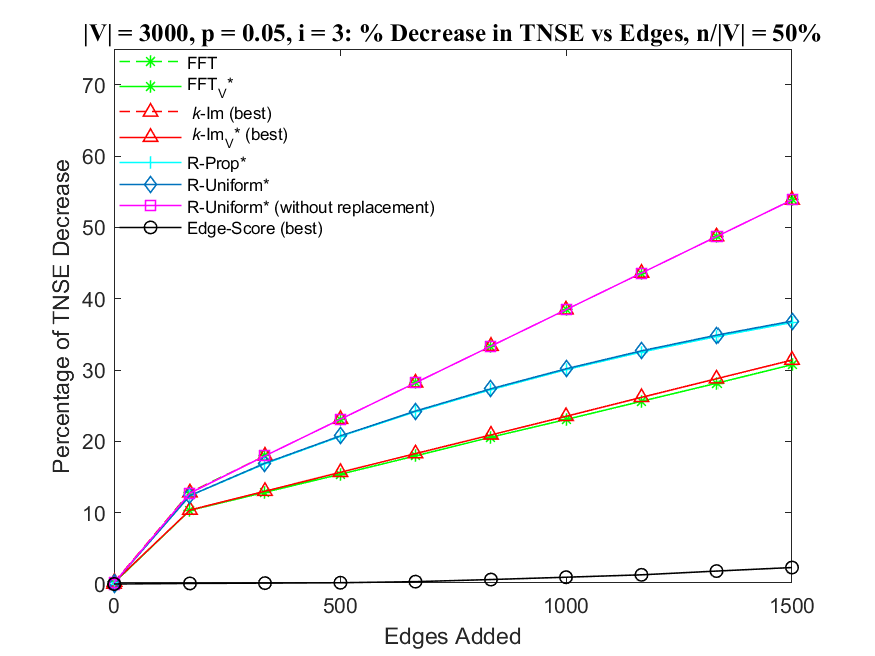 |V| = 3000, p = 0.05, i = 3: % Decrease in TNSE vs Edges, n/|V| = 50%
FFT
FFT_V*
k-Im (best)
k-Im_V* (best)
R-Prop*
R-Uniform*
R-Uniform* (without replacement)
Edge-Score (best)
Percentage of TNSE Decrease
70
60
50
40
30
20
10
0
0 500 1000 1500
Edges Added